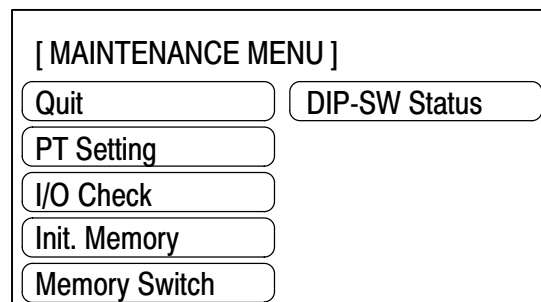 [ MAINTENANCE MENU ]
Quit DIP-SW Status
PT Setting
I/O Check
Init. Memory
Memory Switch